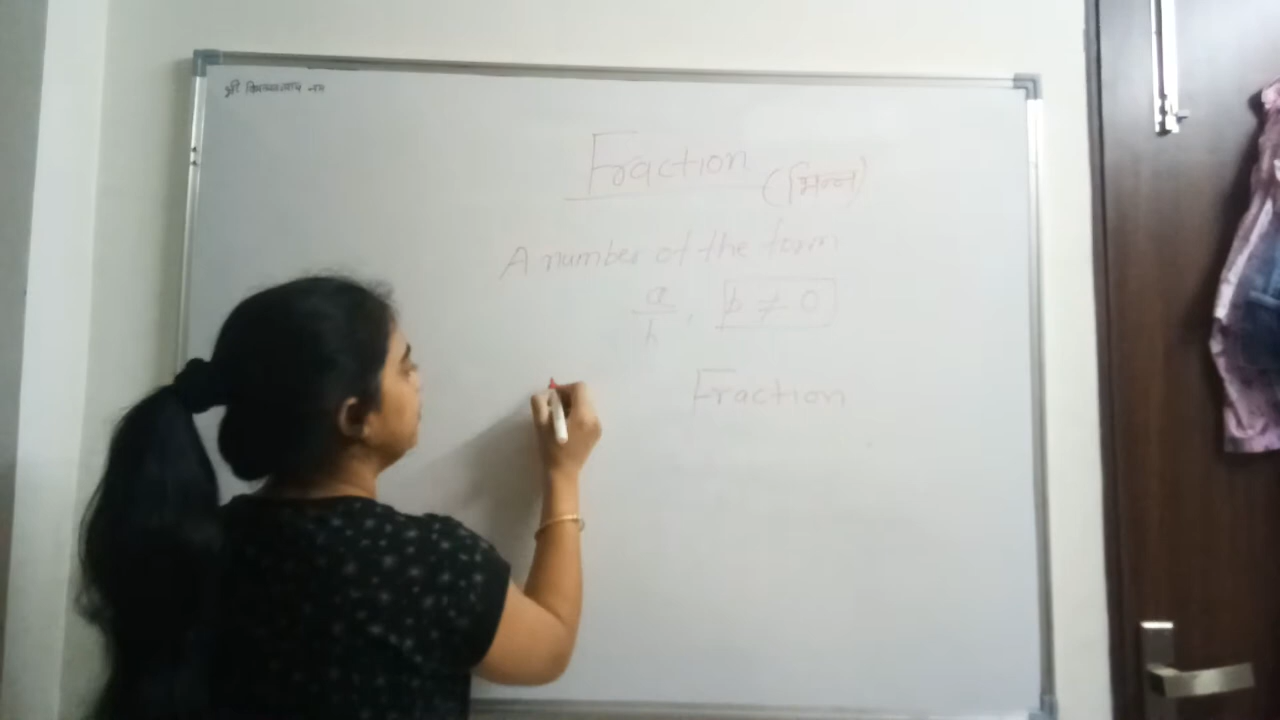 श्री
Fraction
(भिन्न)
A number of the form
a/b, b ≠ 0
Fraction